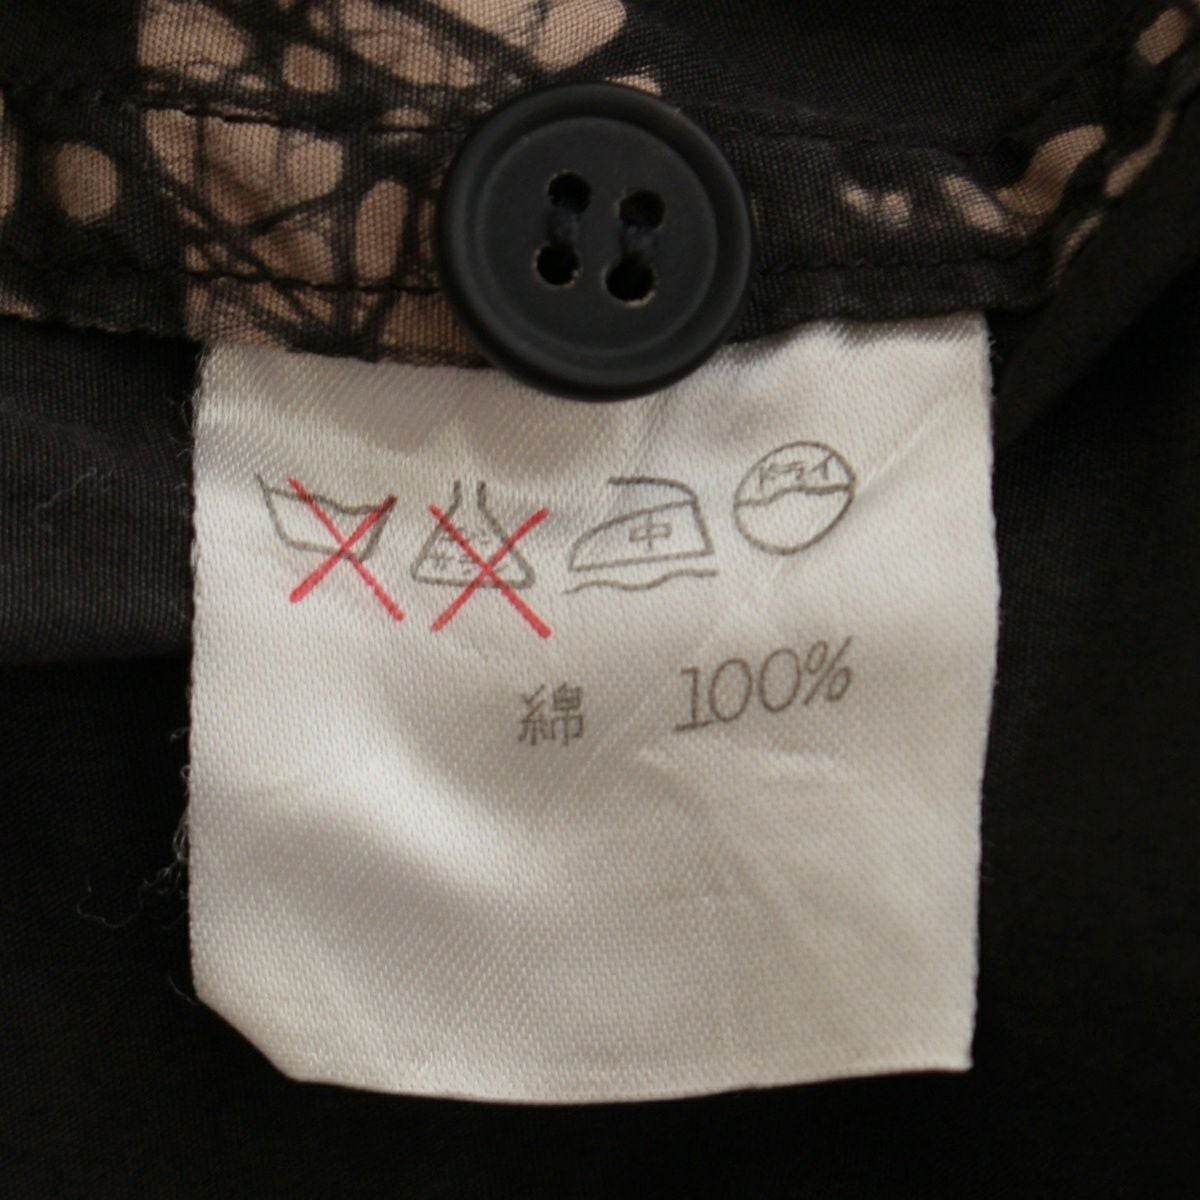 中 ドライ
綿 100%